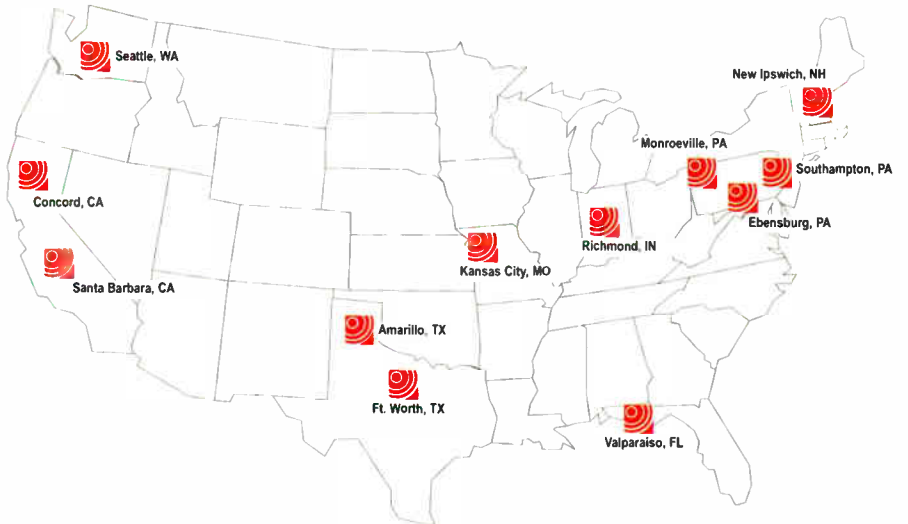 Seattle, WA
New Ipswich, NH
Monroeville, PA
Southampton, PA
Concord, CA
Ebensburg, PA
Richmond, IN
Kansas City, MO
Santa Barbara, CA
Amarillo, TX
Ft. Worth, TX
Valparaiso, FL